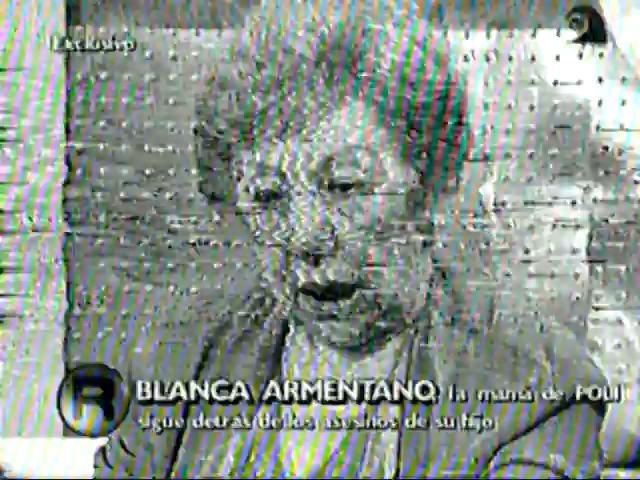 Exclusivo
R
BLANCA ARMENTANO, la mamá de POLI
sigue detrás de los asesinos de su hijo